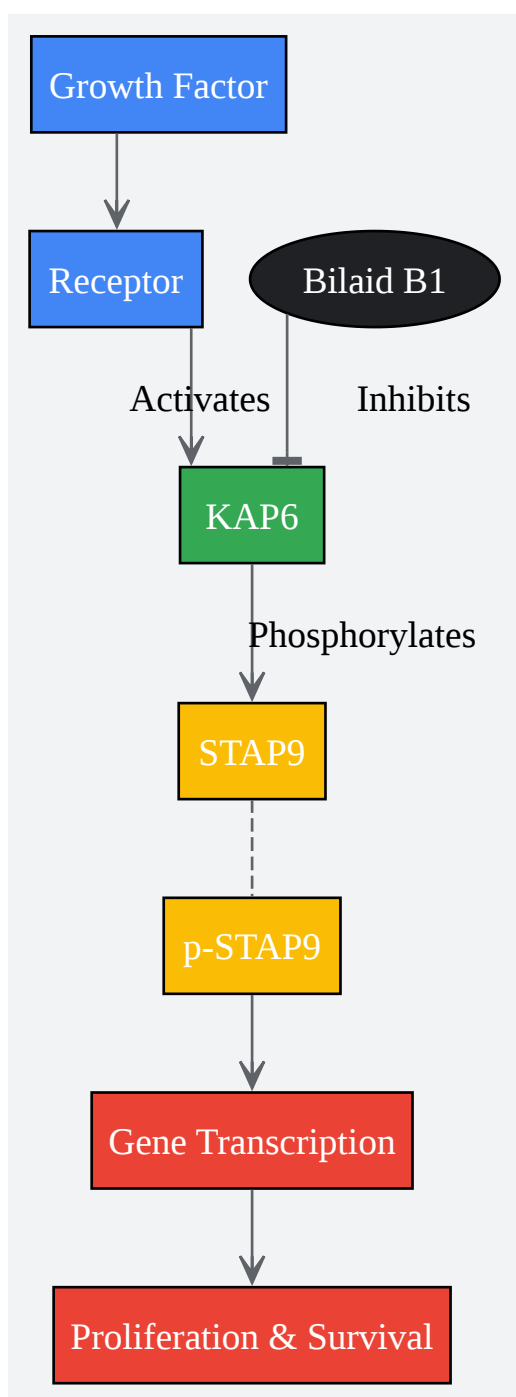 Growth Factor
Receptor
Bilaid B1
Activates
Inhibits
KAP6
Phosphorylates
STAP9
p-STAP9
Gene Transcription
Proliferation & Survival